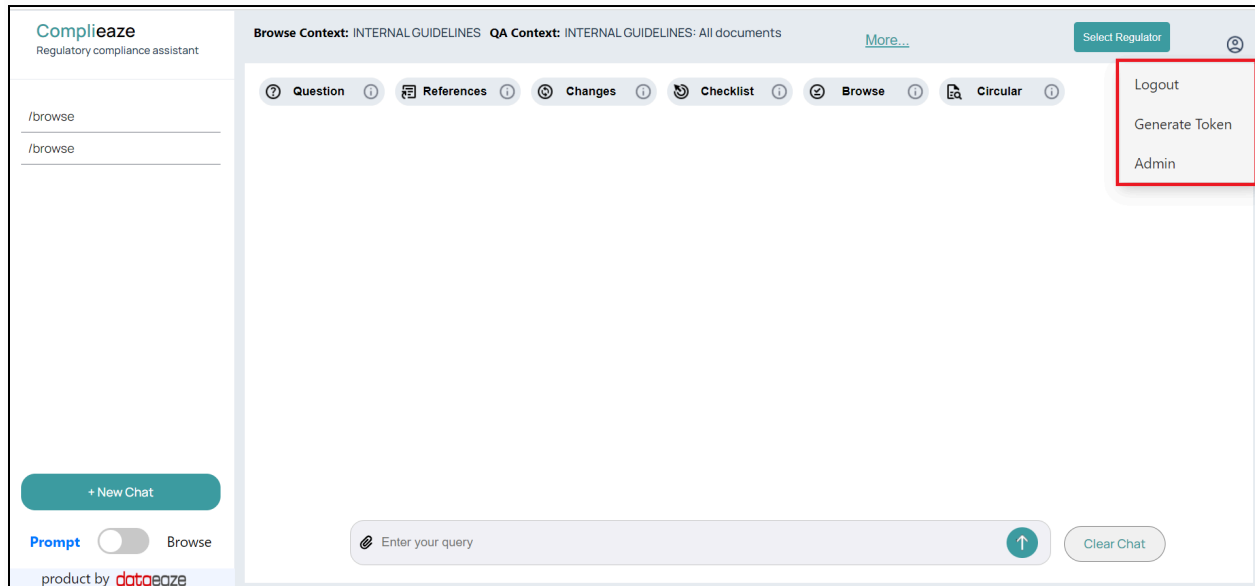 Complieaze
Regulatory compliance assistant
Browse Context: INTERNAL GUIDELINES QA Context: INTERNAL GUIDELINES: All documents
More...
Select Regulator
Logout
Generate Token
Admin
Question
References
Changes
Checklist
Browse
Circular
/browse
/browse
+ New Chat
Prompt
Browse
product by dataeaze
Enter your query
Clear Chat